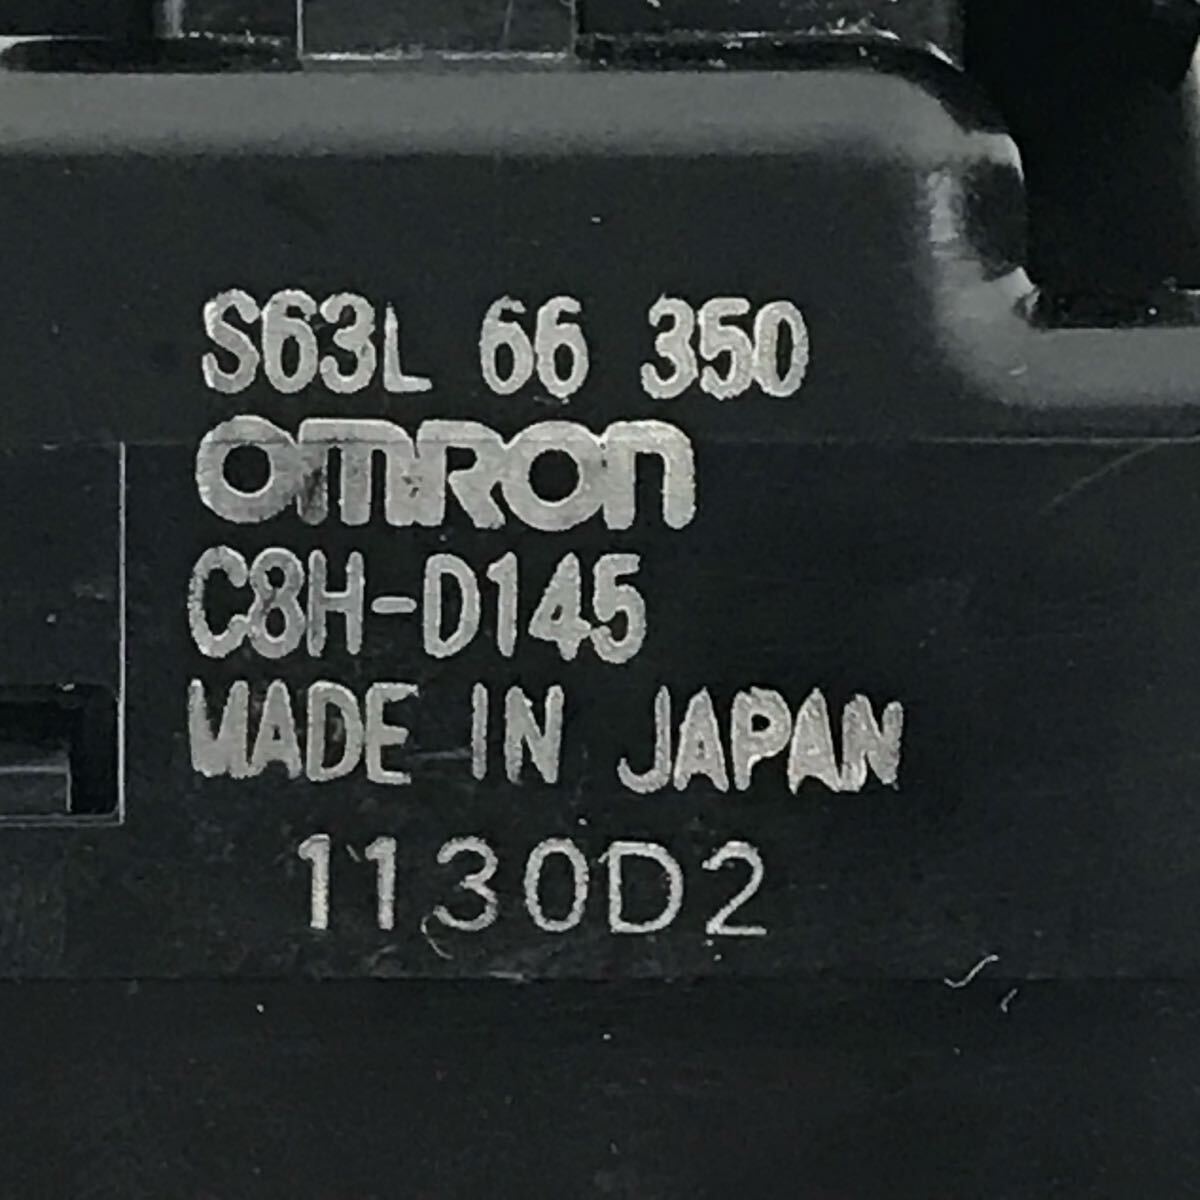 S63L 66 350
OMRON
C8H-D145
MADE IN JAPAN
1130D2